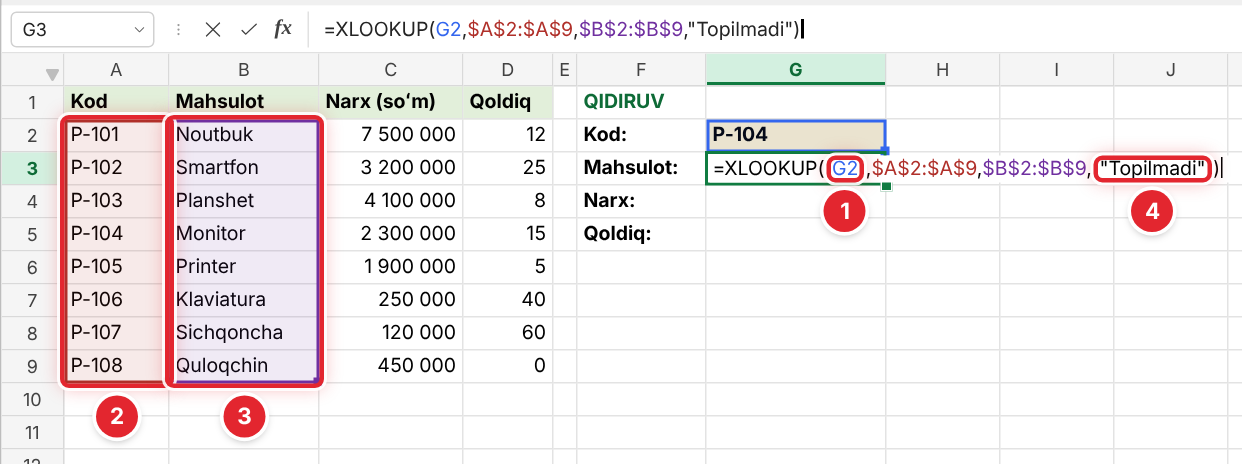 G3 fx =XLOOKUP(G2,$A$2:$A$9,$B$2:$B$9,"Topilmadi")
A B C D E F G H I J
1 Kod Mahsulot Narx (soʻm) Qoldiq QIDIRUV
2 P-101 Noutbuk 7 500 000 12 Kod: P-104
3 P-102 Smartfon 3 200 000 25 Mahsulot: =XLOOKUP(G2,$A$2:$A$9,$B$2:$B$9,"Topilmadi")
4 P-103 Planshet 4 100 000 8 Narx: 1 4
5 P-104 Monitor 2 300 000 15 Qoldiq:
6 P-105 Printer 1 900 000 5
7 P-106 Klaviatura 250 000 40
8 P-107 Sichqoncha 120 000 60
9 P-108 Quloqchin 450 000 0
10 2 3
11
12